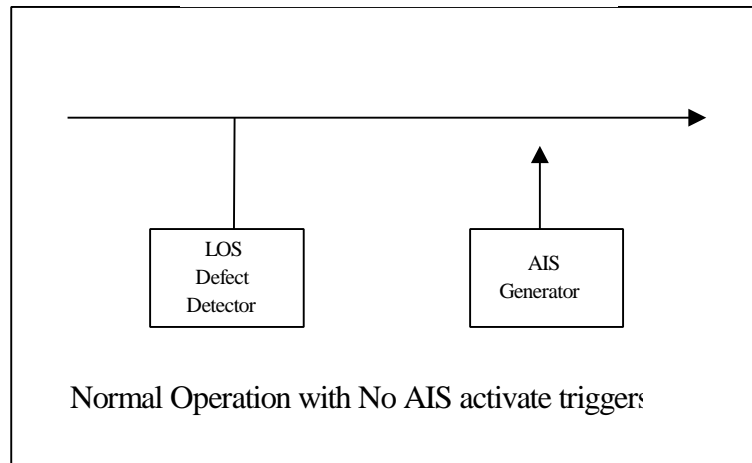 LOS
Defect
Detector
AIS
Generator
Normal Operation with No AIS activate triggers